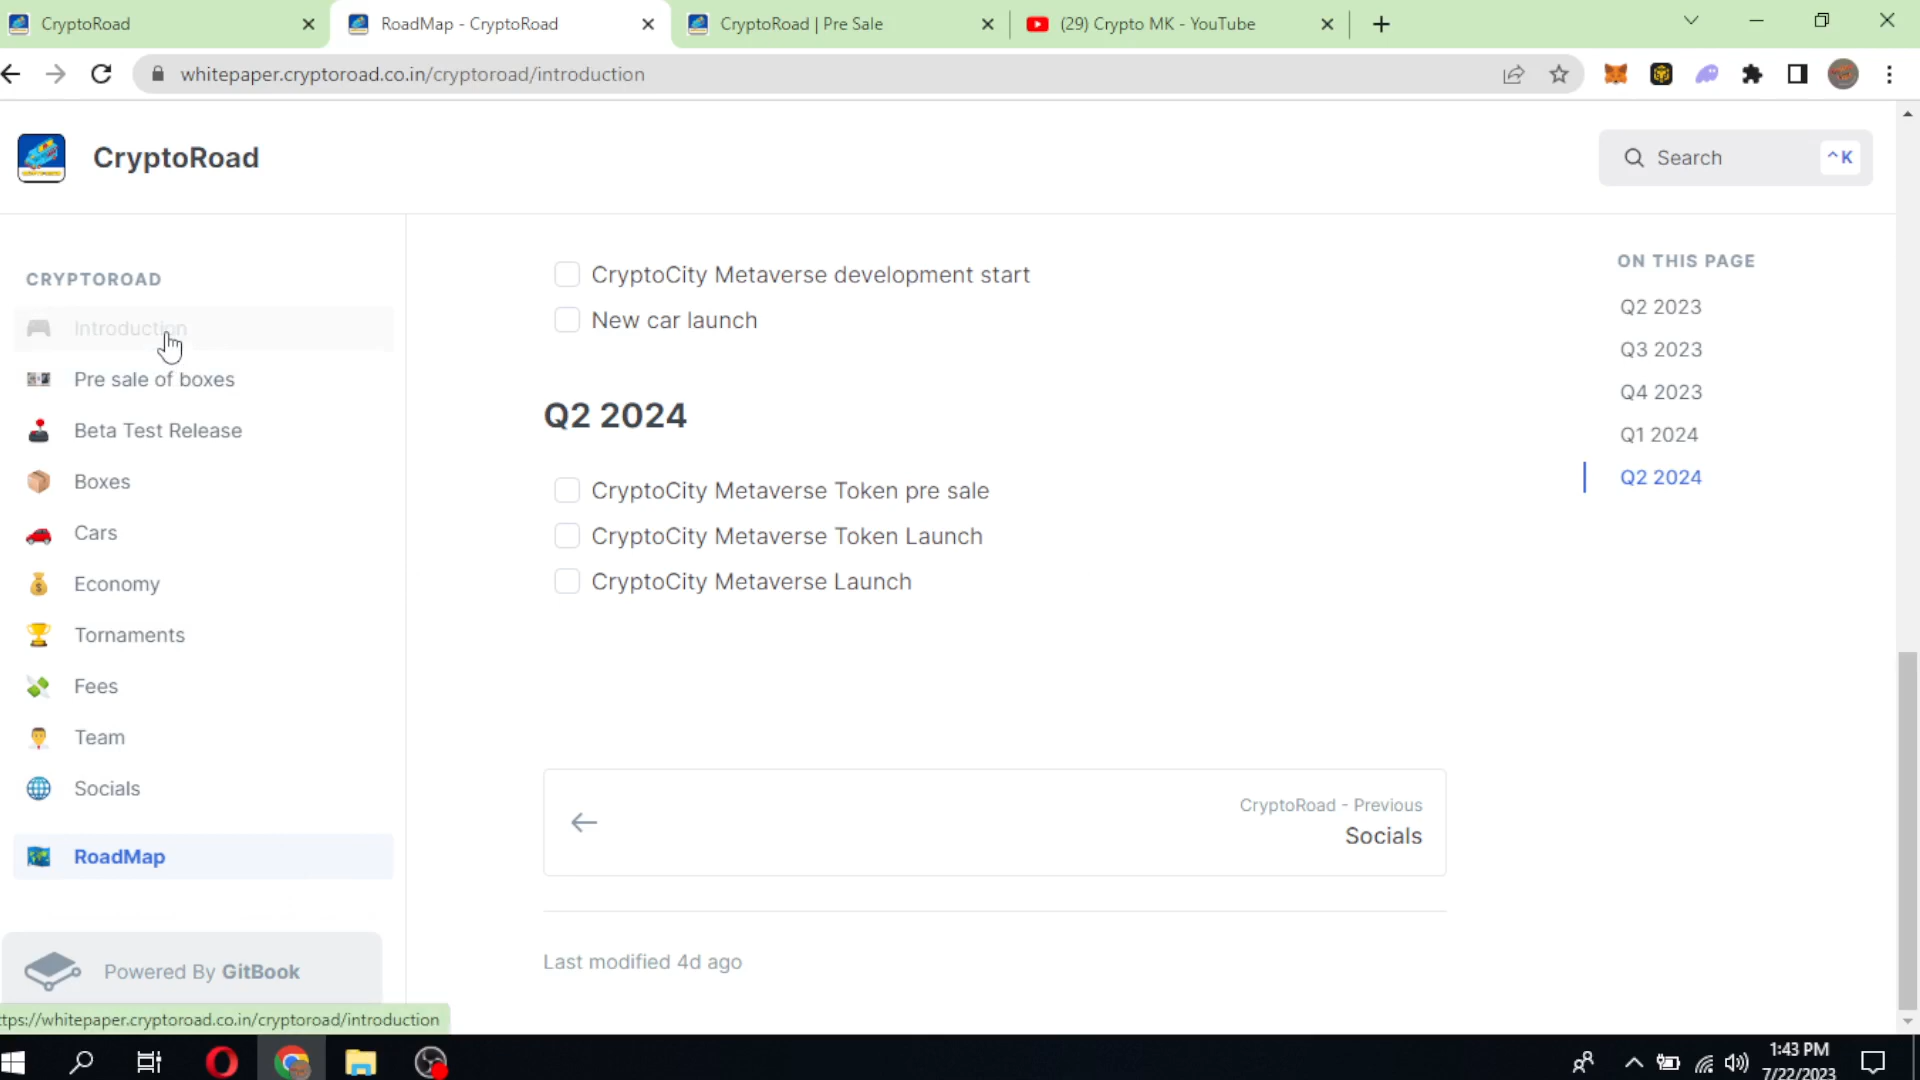 CryptoRoad
RoadMap - CryptoRoad
CryptoRoad | Pre Sale
(29) Crypto MK - YouTube
whitepaper.cryptoroad.co.in/cryptoroad/introduction
CryptoRoad
Search
^K
CRYPTOROAD
Introduction
Pre sale of boxes
Beta Test Release
Boxes
Cars
Economy
Tornaments
Fees
Team
Socials
RoadMap
Powered By GitBook
CryptoCity Metaverse development start
New car launch
Q2 2024
CryptoCity Metaverse Token pre sale
CryptoCity Metaverse Token Launch
CryptoCity Metaverse Launch
CryptoRoad - Previous
Socials
Last modified 4d ago
ON THIS PAGE
Q2 2023
Q3 2023
Q4 2023
Q1 2024
Q2 2024
ttps://whitepaper.cryptoroad.co.in/cryptoroad/introduction
1:43 PM
7/22/2023